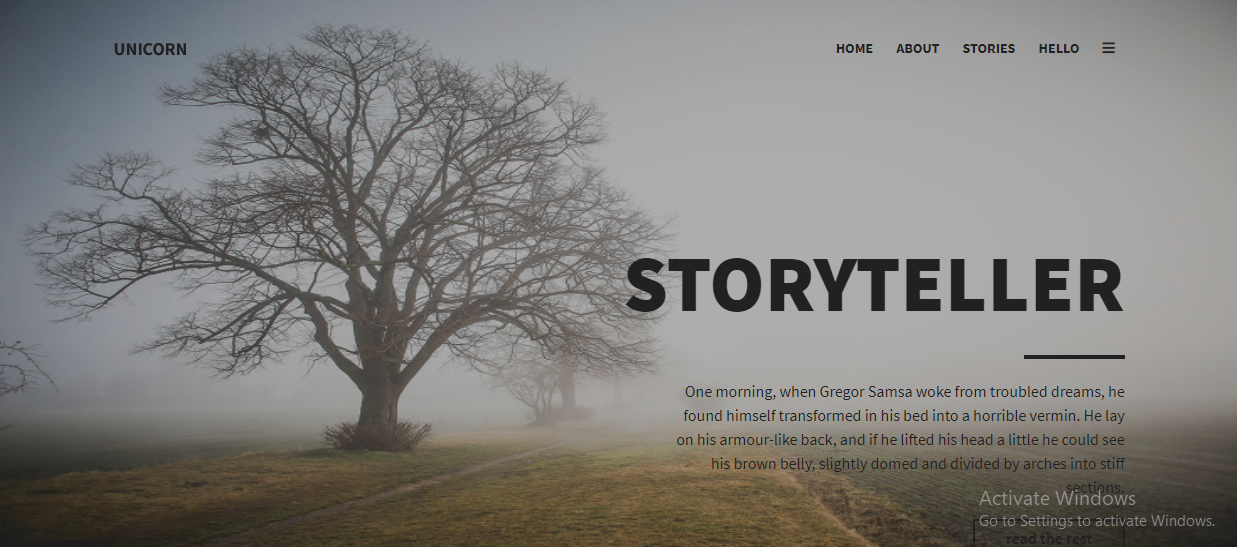 UNICORN
HOME ABOUT STORIES HELLO
STORYTELLER
One morning, when Gregor Samsa woke from troubled dreams, he
found himself transformed in his bed into a horrible vermin. He lay
on his armour-like back, and if he lifted his head a little he could see
his brown belly, slightly domed and divided by arches into stiff
sections.
Activate Windows
Go to Settings to activate Windows.
read the rest